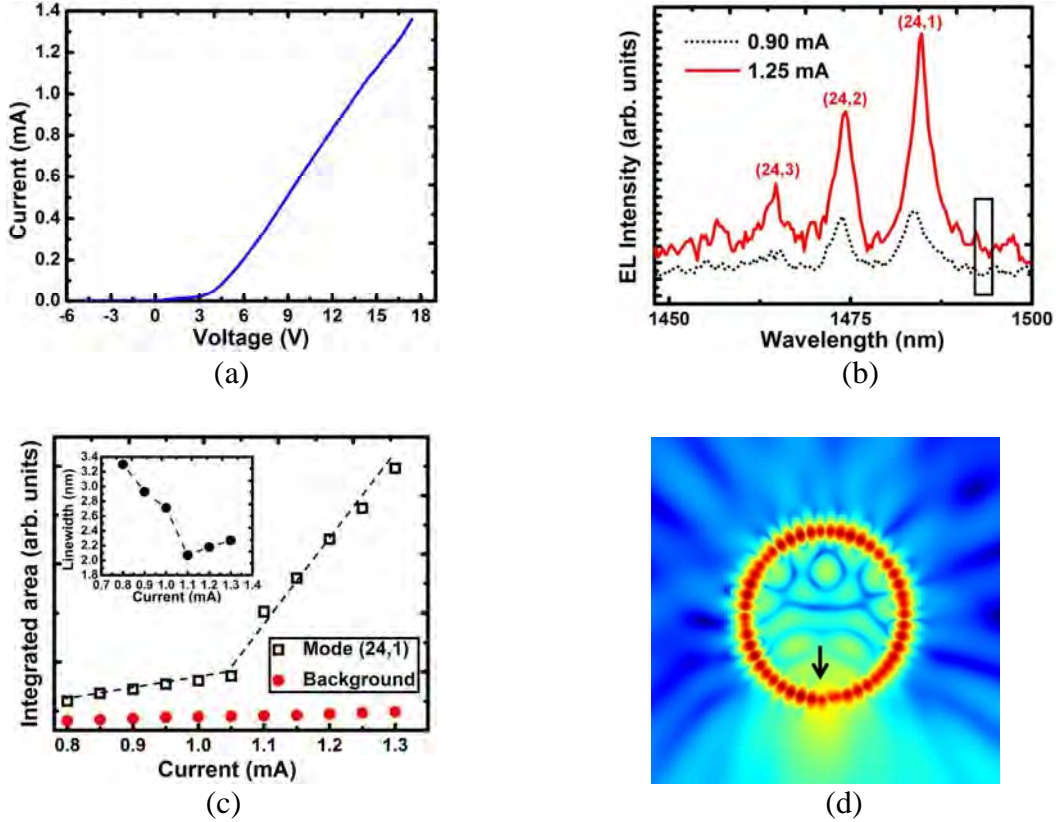 1.4
1.2
1.0
0.8
0.6
0.4
0.2
0.0
Current (mA)
-6 -3 0 3 6 9 12 15 18
Voltage (V)
(a)
EL Intensity (arb. units)
0.90 mA
1.25 mA
(24,1)
(24,2)
(24,3)
1450 1475 1500
Wavelength (nm)
(b)
Integrated area (arb. units)
3.4
3.2
3.0
2.8
2.6
2.4
2.2
2.0
1.8
Linewidth (nm)
0.7 0.8 0.9 1.0 1.1 1.2 1.3 1.4
Current (mA)
Mode (24,1)
Background
0.8 0.9 1.0 1.1 1.2 1.3
Current (mA)
(c)
(d)